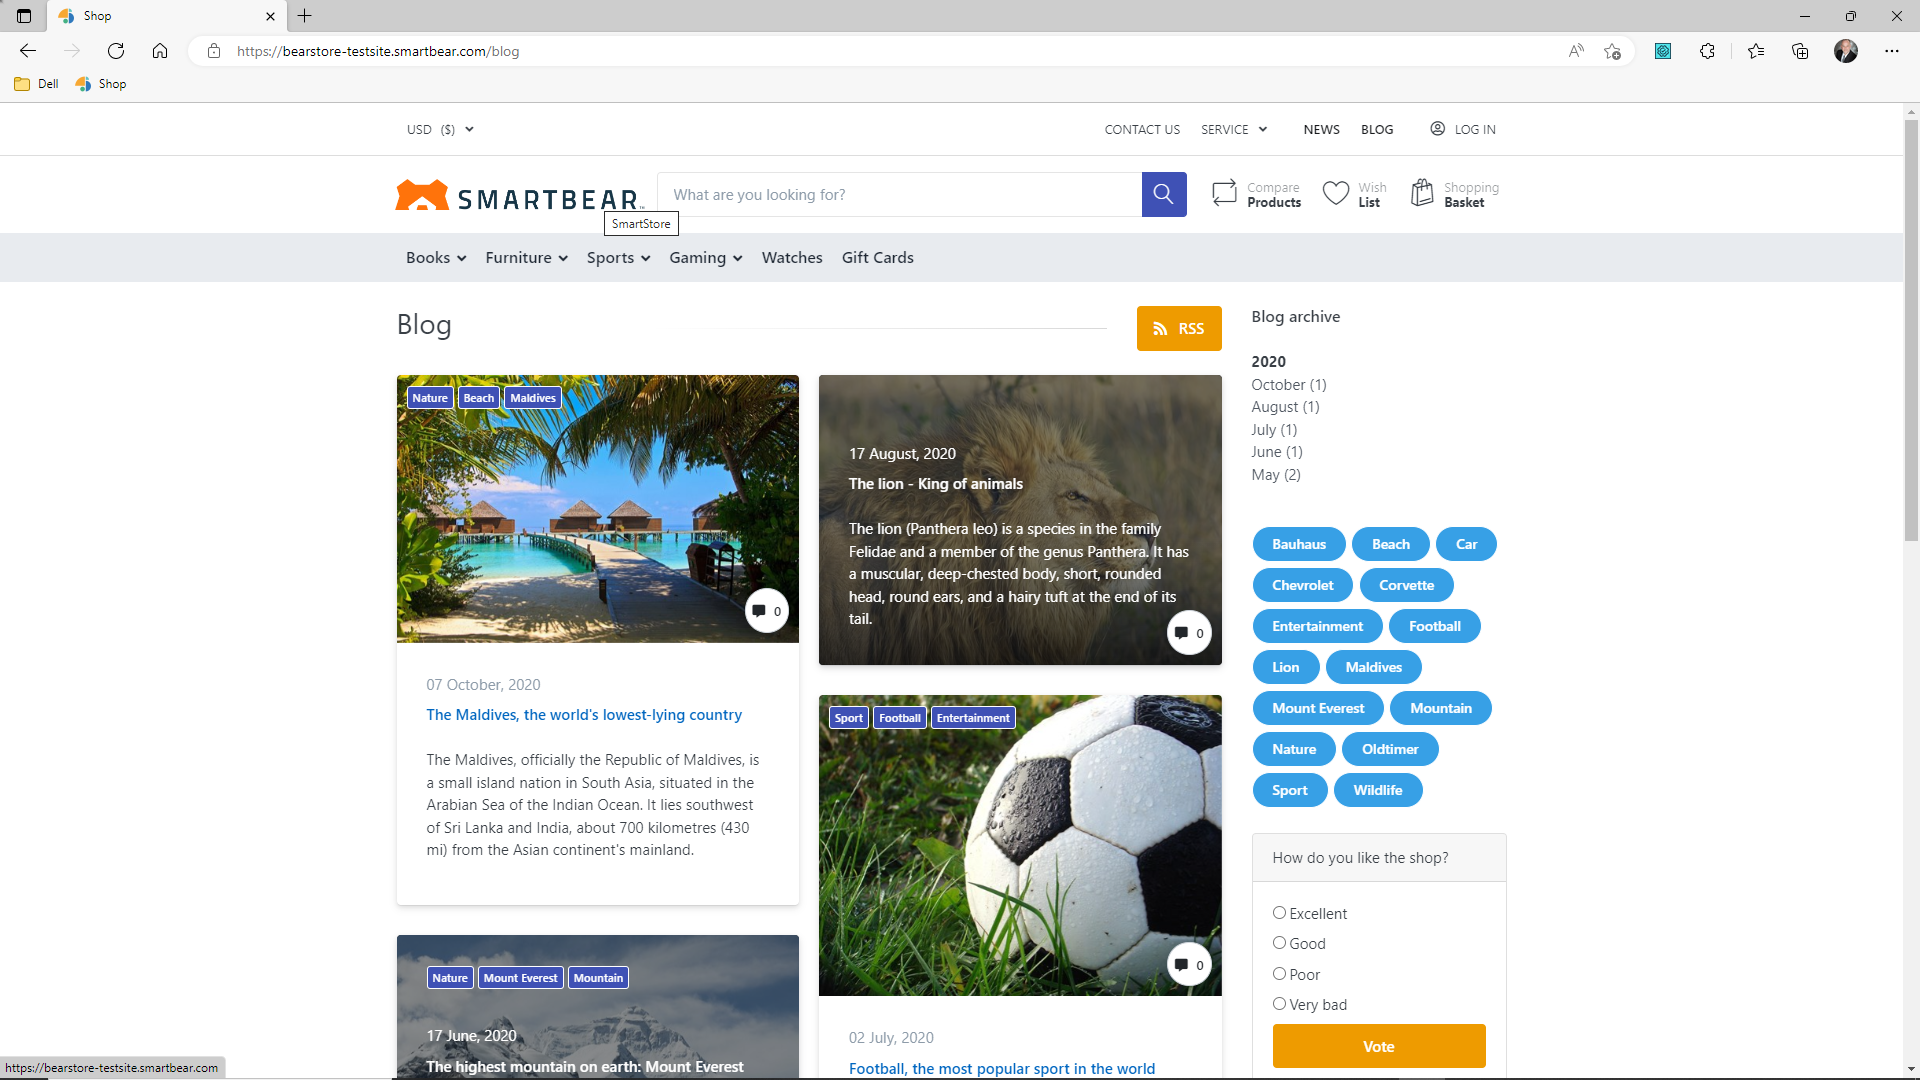 Shop
https://bearstore-testsite.smartbear.com/blog
Dell
Shop
USD ($)
CONTACT US
SERVICE
NEWS
BLOG
LOG IN
SMARTBEAR
What are you looking for?
Compare
Products
Wish
List
Shopping
Basket
SmartStore
Books
Furniture
Sports
Gaming
Watches
Gift Cards
Blog
RSS
Nature
Beach
Maldives
0
07 October, 2020
The Maldives, the world's lowest-lying country
The Maldives, officially the Republic of Maldives, is
a small island nation in South Asia, situated in the
Arabian Sea of the Indian Ocean. It lies southwest
of Sri Lanka and India, about 700 kilometres (430
mi) from the Asian continent's mainland.
Nature
Mount Everest
Mountain
17 June, 2020
The highest mountain on earth: Mount Everest
17 August, 2020
The lion - King of animals
The lion (Panthera leo) is a species in the family
Felidae and a member of the genus Panthera. It has
a muscular, deep-chested body, short, rounded
head, round ears, and a hairy tuft at the end of its
tail.
0
Sport
Football
Entertainment
0
02 July, 2020
Football, the most popular sport in the world
Blog archive
2020
October (1)
August (1)
July (1)
June (1)
May (2)
Bauhaus
Beach
Car
Chevrolet
Corvette
Entertainment
Football
Lion
Maldives
Mount Everest
Mountain
Nature
Oldtimer
Sport
Wildlife
How do you like the shop?
Excellent
Good
Poor
Very bad
Vote
https://bearstore-testsite.smartbear.com